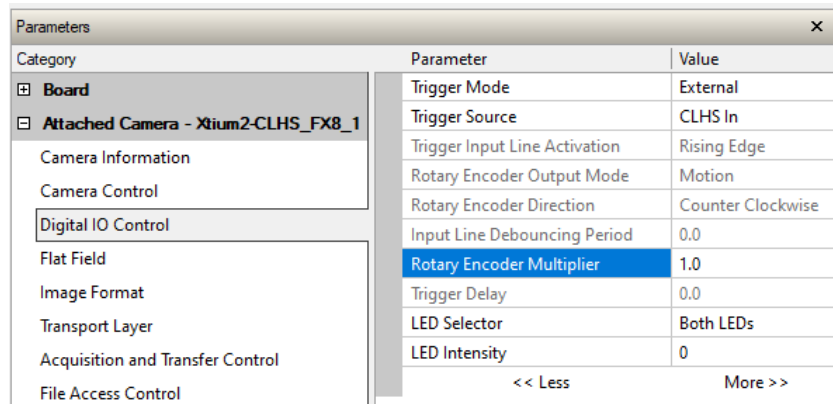 Parameters
Category
Board
Attached Camera - Xtium2-CLHS_FX8_1
Camera Information
Camera Control
Digital IO Control
Flat Field
Image Format
Transport Layer
Acquisition and Transfer Control
File Access Control
Parameter Value
Trigger Mode External
Trigger Source CLHS In
Trigger Input Line Activation Rising Edge
Rotary Encoder Output Mode Motion
Rotary Encoder Direction Counter Clockwise
Input Line Debouncing Period 0.0
Rotary Encoder Multiplier 1.0
Trigger Delay 0.0
LED Selector Both LEDs
LED Intensity 0
<< Less More >>